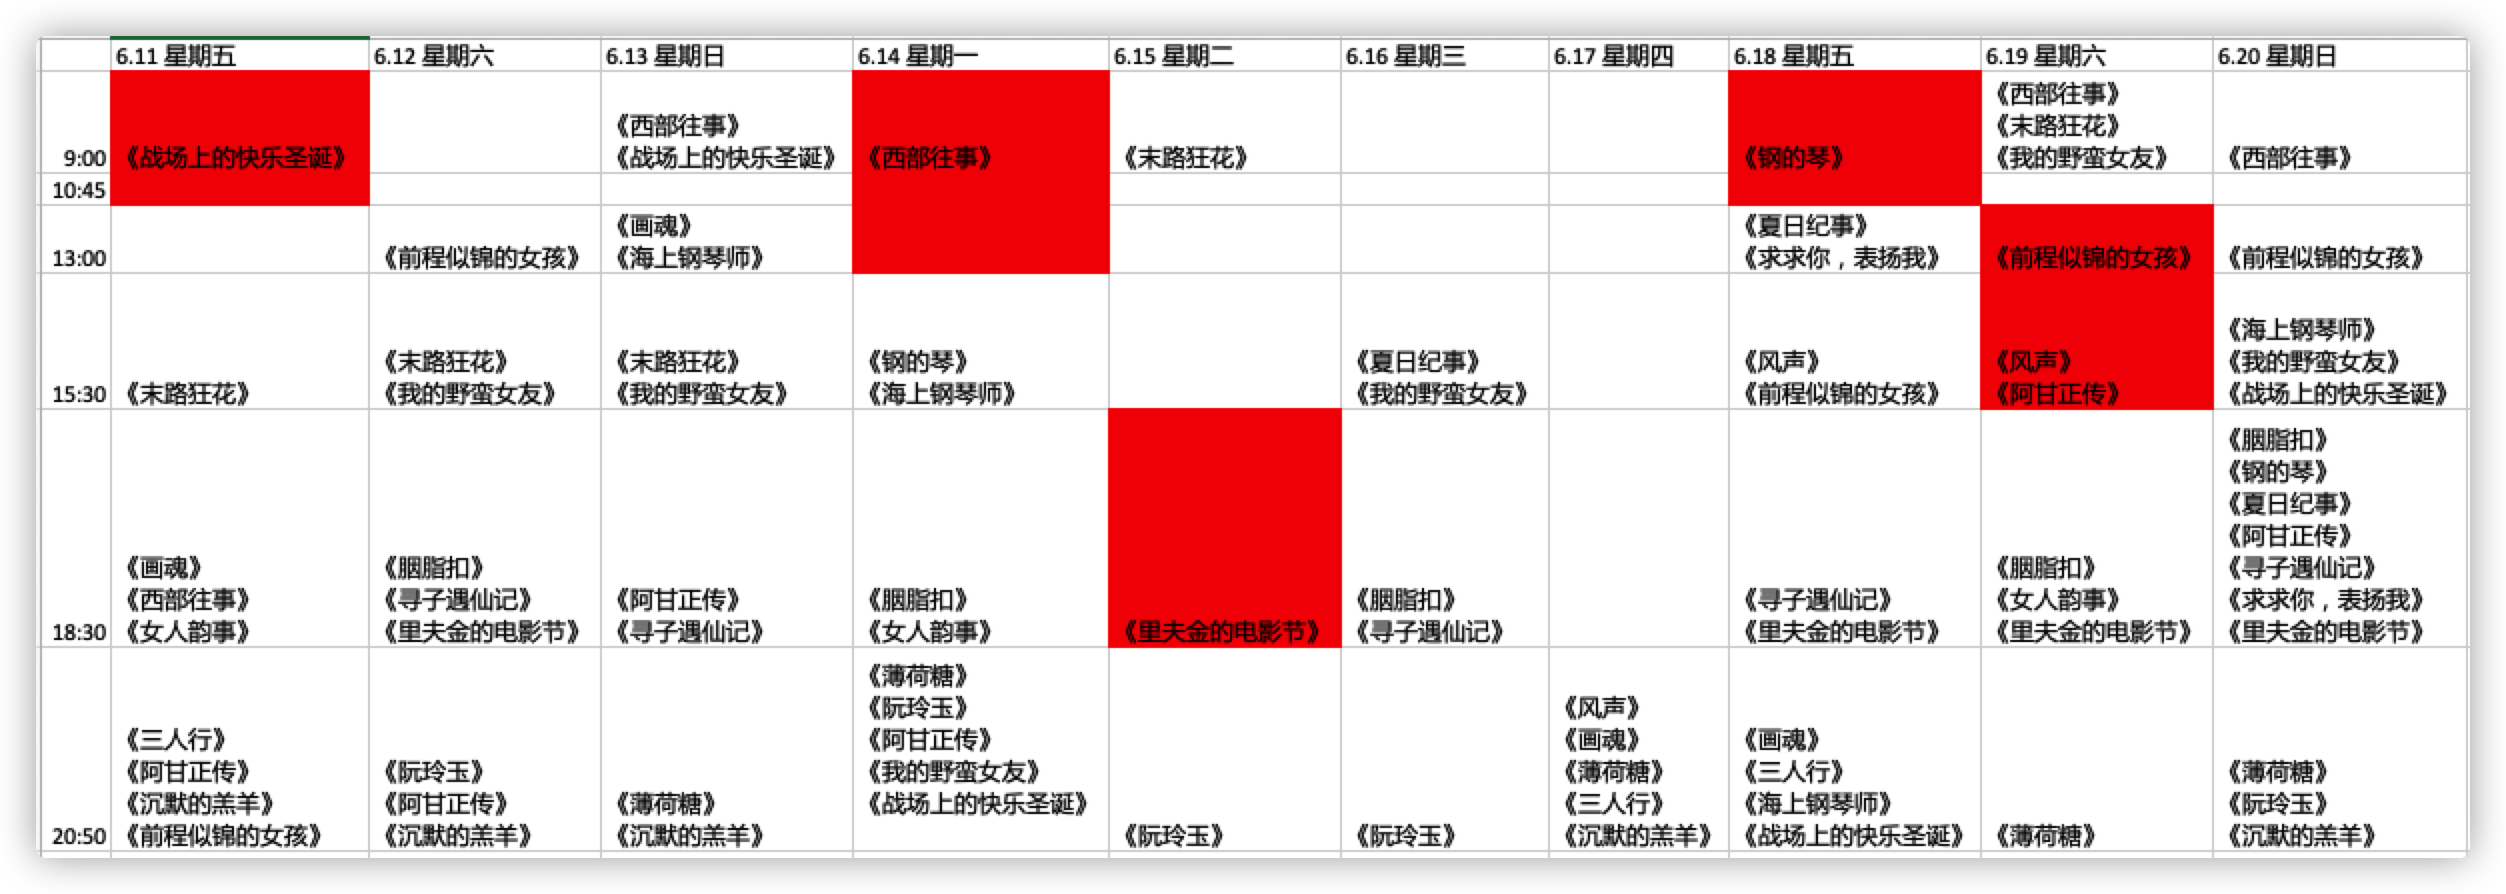 6.11 星期五 6.12 星期六 6.13 星期日 6.14 星期一 6.15 星期二 6.16 星期三 6.17 星期四 6.18 星期五 6.19 星期六 6.20 星期日
《西部往事》
《西部往事》 《末路狂花》
9:00 《战场上的快乐圣诞》 《战场上的快乐圣诞》 《西部往事》 《末路狂花》 《钢的琴》 《我的野蛮女友》 《西部往事》
10:45
《画魂》 《夏日纪事》
13:00 《前程似锦的女孩》 《海上钢琴师》 《求求你，表扬我》 《前程似锦的女孩》 《前程似锦的女孩》
《海上钢琴师》
《末路狂花》 《末路狂花》 《钢的琴》 《夏日纪事》 《风声》 《风声》 《我的野蛮女友》
15:30 《末路狂花》 《我的野蛮女友》 《我的野蛮女友》 《海上钢琴师》 《我的野蛮女友》 《前程似锦的女孩》 《阿甘正传》 《战场上的快乐圣诞》
《胭脂扣》
《钢的琴》
《夏日纪事》
《阿甘正传》
《画魂》 《胭脂扣》 《胭脂扣》 《寻子遇仙记》
《西部往事》 《寻子遇仙记》 《阿甘正传》 《胭脂扣》 《胭脂扣》 《寻子遇仙记》 《女人韵事》 《求求你，表扬我》
18:30 《女人韵事》 《里夫金的电影节》 《寻子遇仙记》 《女人韵事》 《里夫金的电影节》 《寻子遇仙记》 《里夫金的电影节》 《里夫金的电影节》 《里夫金的电影节》
《薄荷糖》
《阮玲玉》 《风声》
《三人行》 《阿甘正传》 《画魂》 《画魂》
《阿甘正传》 《阮玲玉》 《我的野蛮女友》 《薄荷糖》 《三人行》 《薄荷糖》
《沉默的羔羊》 《阿甘正传》 《薄荷糖》 《战场上的快乐圣诞》 《三人行》 《海上钢琴师》 《阮玲玉》
20:50 《前程似锦的女孩》 《沉默的羔羊》 《沉默的羔羊》 《阮玲玉》 《阮玲玉》 《沉默的羔羊》 《战场上的快乐圣诞》 《薄荷糖》 《沉默的羔羊》